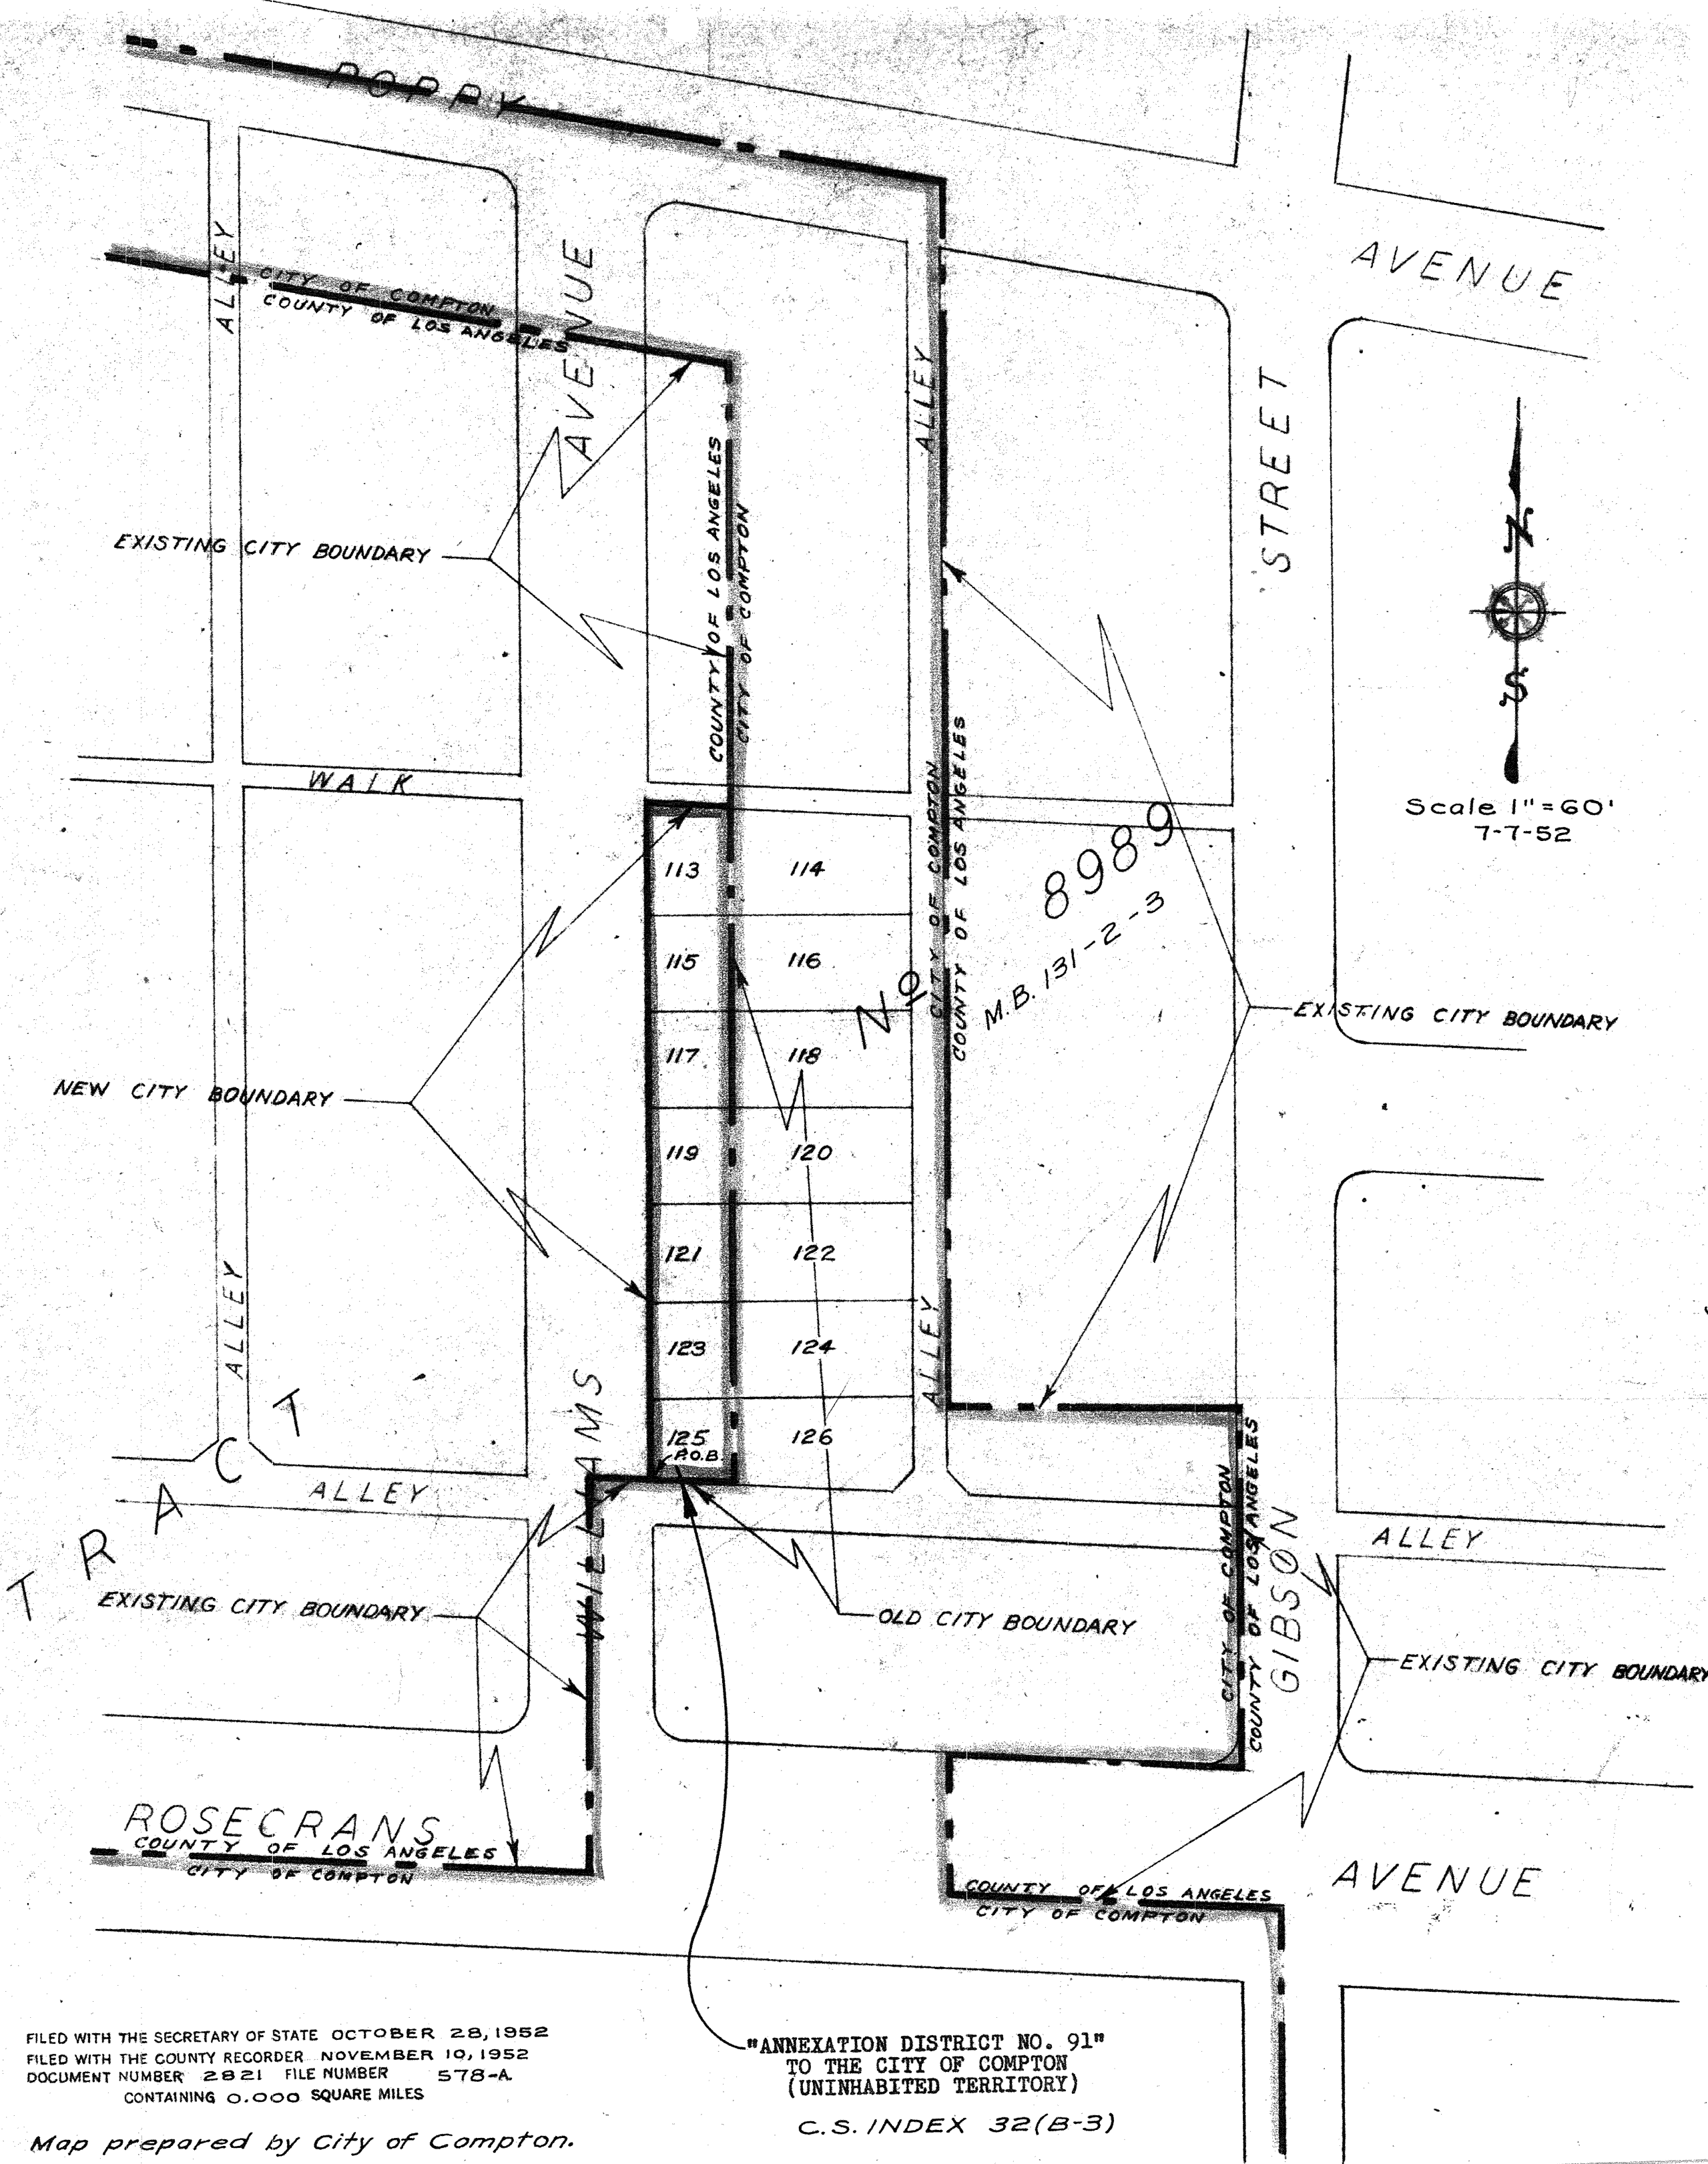 POPPY
AVENUE
ALLEY
CITY OF COMPTON
COUNTY OF LOS ANGELES
AVENUE
ALLEY
STREET
EXISTING CITY BOUNDARY
COUNTY OF LOS ANGELES
CITY OF COMPTON
N
S
Scale 1"=60'
7-7-52
WALK
CITY OF COMPTON
COUNTY OF LOS ANGELES
113 114
115 116
117 118
119 120
121 122
123 124
125 126
P.O.B.
TRACT Nº 8989
M.B. 131-2-3
EXISTING CITY BOUNDARY
NEW CITY BOUNDARY
ALLEY
ALLEY
WILLIAMS
ALLEY
CITY OF COMPTON
COUNTY OF LOS ANGELES
GIBSON
ALLEY
EXISTING CITY BOUNDARY
OLD CITY BOUNDARY
EXISTING CITY BOUNDARY
ROSECRANS
COUNTY OF LOS ANGELES
CITY OF COMPTON
AVENUE
COUNTY OF LOS ANGELES
CITY OF COMPTON
FILED WITH THE SECRETARY OF STATE OCTOBER 28, 1952
FILED WITH THE COUNTY RECORDER NOVEMBER 10, 1952
DOCUMENT NUMBER 2821 FILE NUMBER 578-A
CONTAINING 0.000 SQUARE MILES
Map prepared by City of Compton.
"ANNEXATION DISTRICT NO. 91"
TO THE CITY OF COMPTON
(UNINHABITED TERRITORY)
C.S. INDEX 32(B-3)